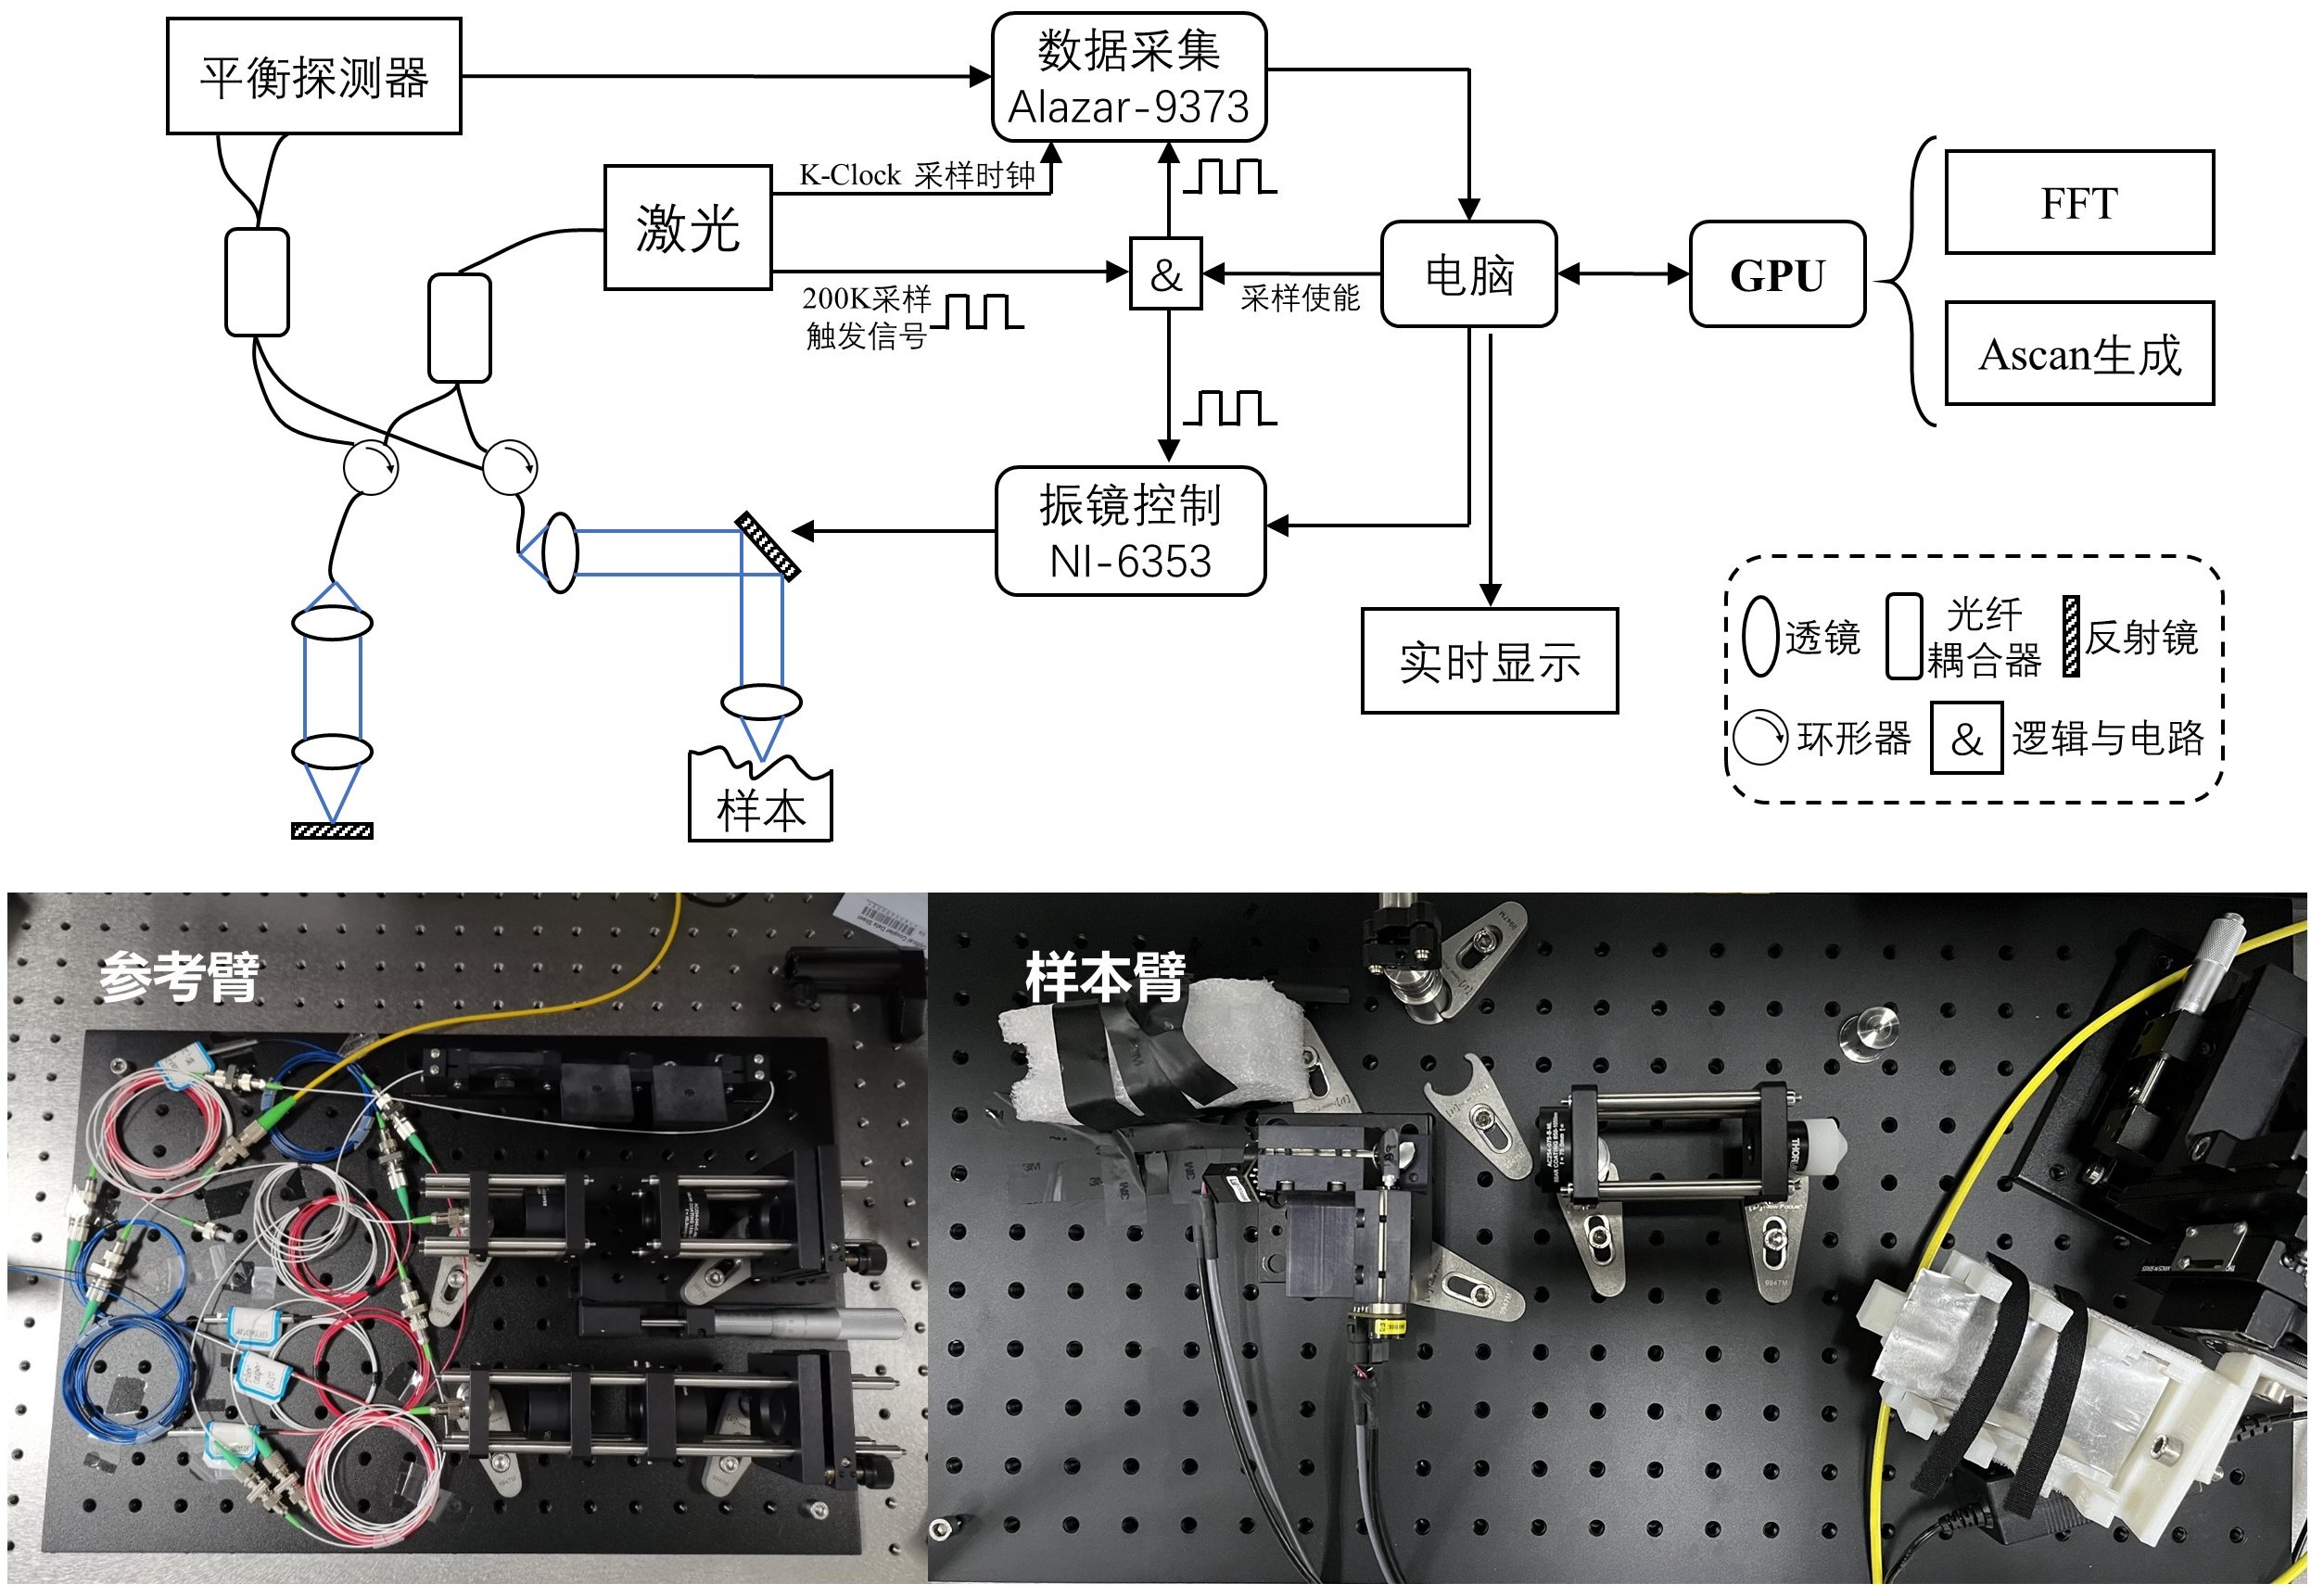 平衡探测器
数据采集
Alazar-9373
K-Clock 采样时钟
激光
200K采样
触发信号
&
采样使能
电脑
GPU
FFT
Ascan生成
振镜控制
NI-6353
实时显示
样本
透镜
光纤
耦合器
反射镜
环形器
&
逻辑与电路
参考臂
样本臂